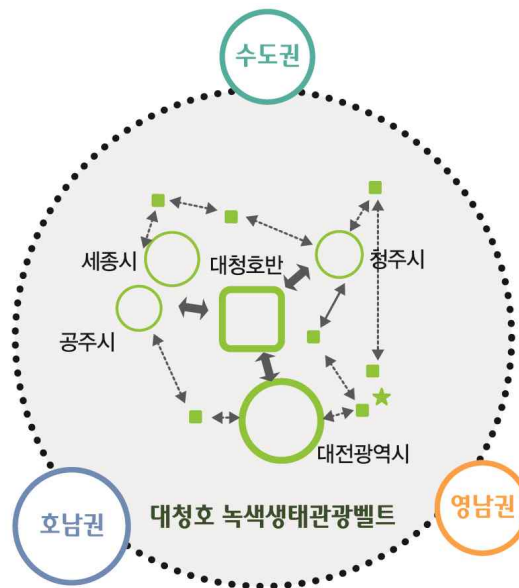 수도권
세종시
대청호반
청주시
공주시
대전광역시
호남권
대청호 녹색생태관광벨트
영남권